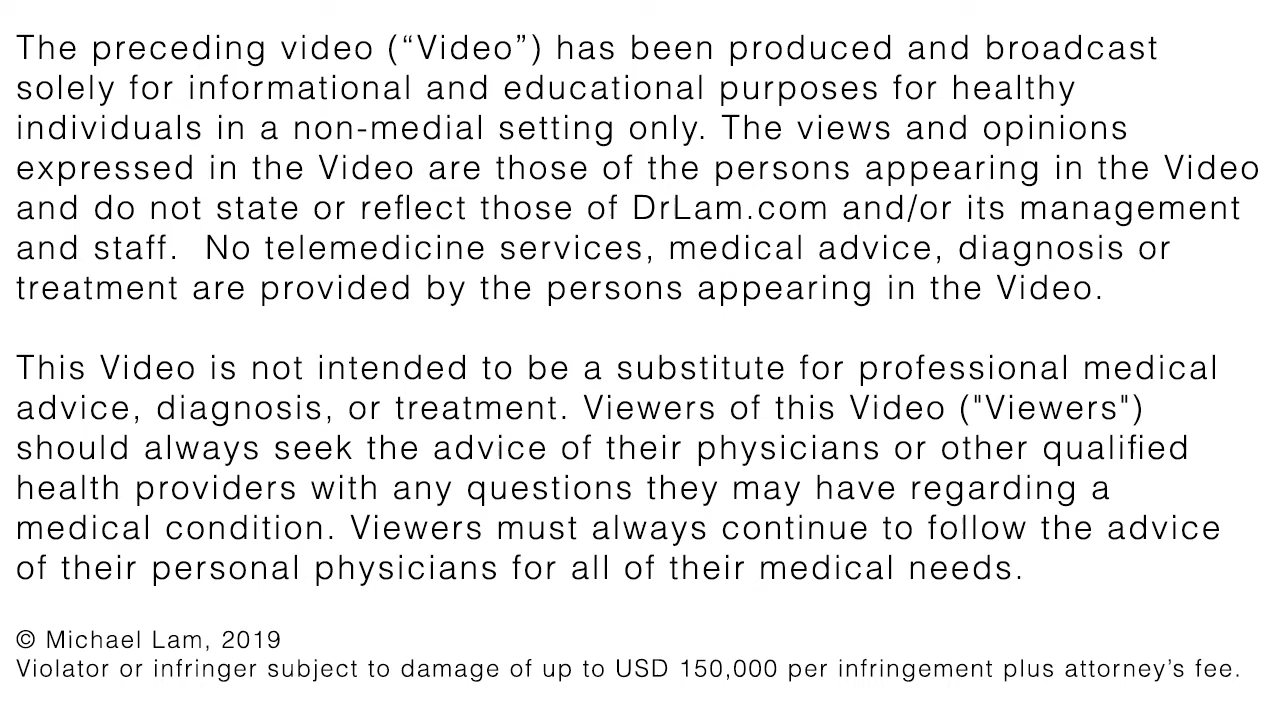 The preceding video (“Video”) has been produced and broadcast
solely for informational and educational purposes for healthy
individuals in a non-medial setting only. The views and opinions
expressed in the Video are those of the persons appearing in the Video
and do not state or reflect those of DrLam.com and/or its management
and staff.  No telemedicine services, medical advice, diagnosis or
treatment are provided by the persons appearing in the Video.

This Video is not intended to be a substitute for professional medical
advice, diagnosis, or treatment. Viewers of this Video ("Viewers")
should always seek the advice of their physicians or other qualified
health providers with any questions they may have regarding a
medical condition. Viewers must always continue to follow the advice
of their personal physicians for all of their medical needs.

© Michael Lam, 2019
Violator or infringer subject to damage of up to USD 150,000 per infringement plus attorney’s fee.